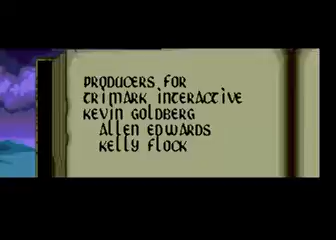 PRODUCERS FOR
TRIMARK INTERACTIVE
KEVIN GOLDBERG
ALLEN EDWARDS
KELLY FLOCK